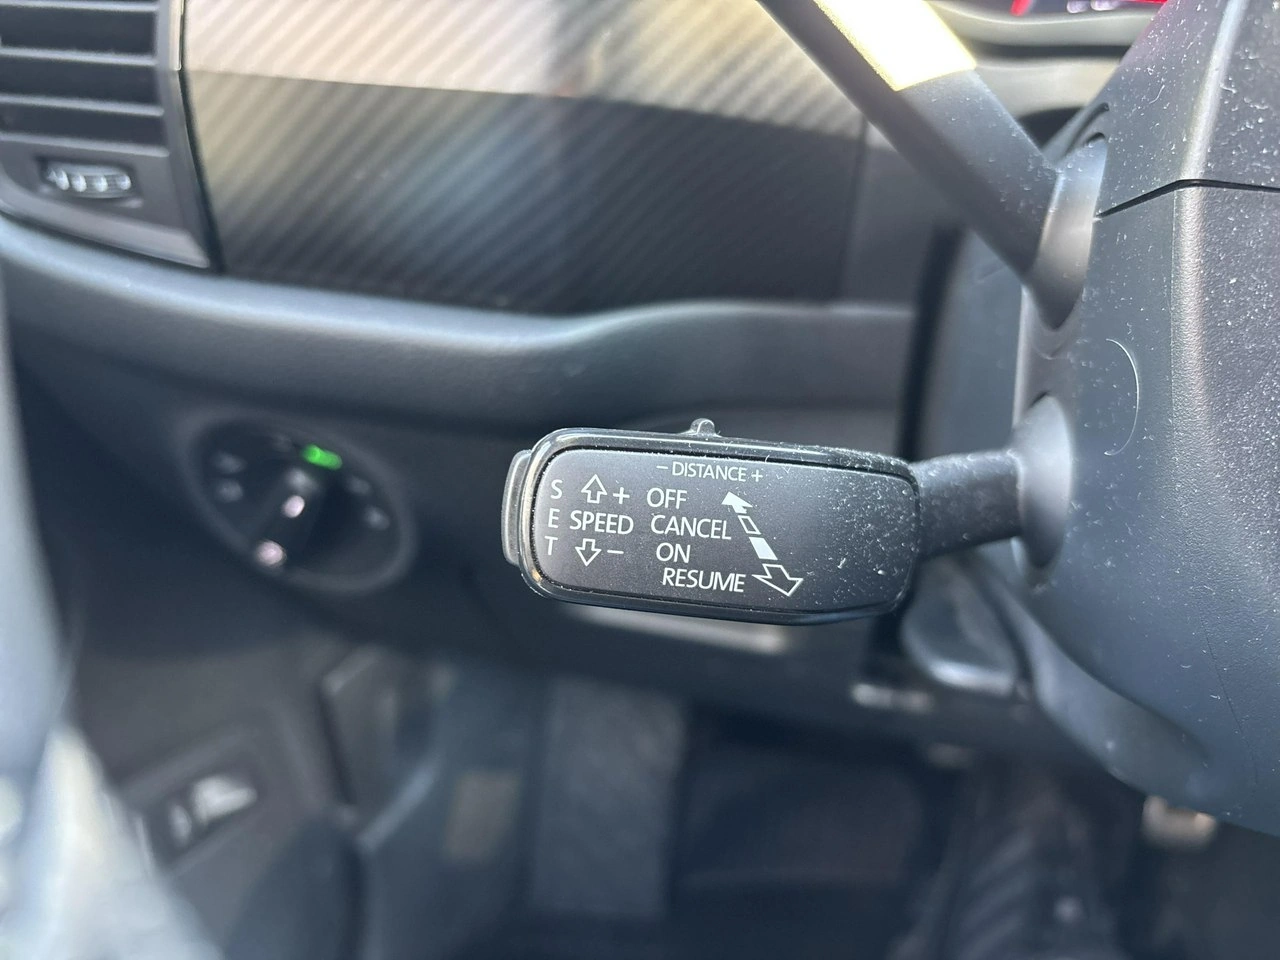 − DISTANCE +
S + OFF
E SPEED CANCEL
T − ON
RESUME